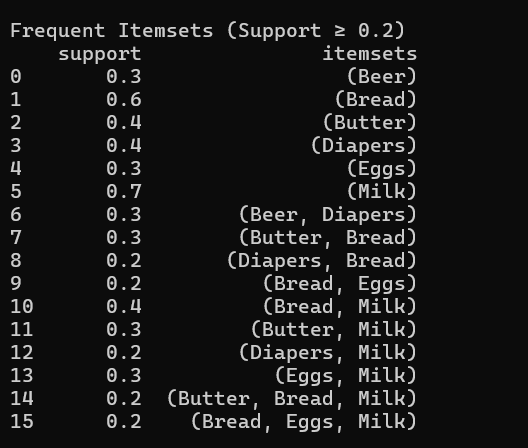 Frequent Itemsets (Support ≥ 0.2)
    support               itemsets
0       0.3                 (Beer)
1       0.6                (Bread)
2       0.4               (Butter)
3       0.4              (Diapers)
4       0.3                 (Eggs)
5       0.7                 (Milk)
6       0.3        (Beer, Diapers)
7       0.3        (Butter, Bread)
8       0.2       (Diapers, Bread)
9       0.2          (Bread, Eggs)
10      0.4          (Bread, Milk)
11      0.3         (Butter, Milk)
12      0.2        (Diapers, Milk)
13      0.3           (Eggs, Milk)
14      0.2  (Butter, Bread, Milk)
15      0.2    (Bread, Eggs, Milk)